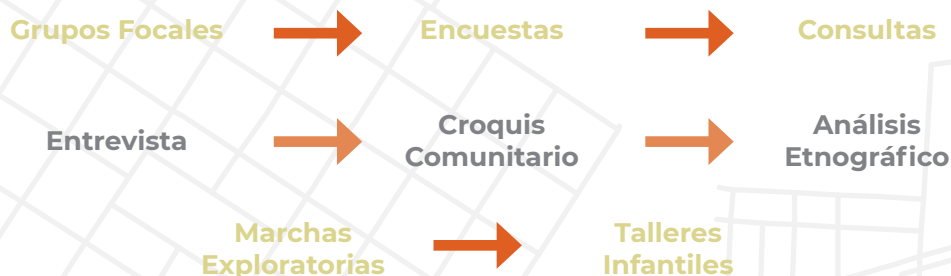 Grupos Focales
Encuestas
Consultas
Entrevista
Croquis
Comunitario
Análisis
Etnográfico
Marchas
Exploratorias
Talleres
Infantiles